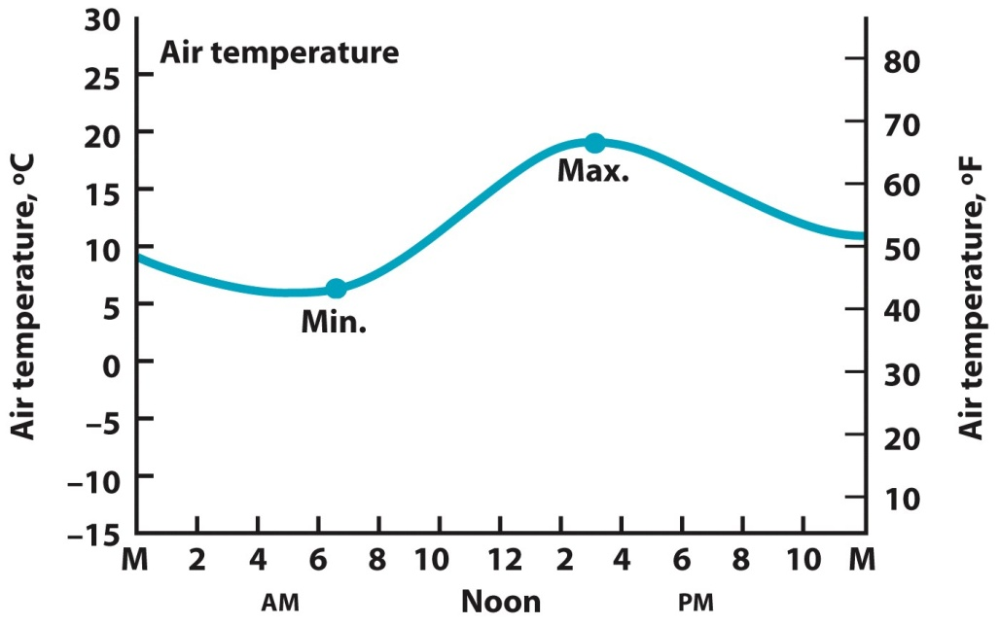 Air temperature
Air temperature, ºC
30
25
20
15
10
5
0
–5
–10
–15
Max.
Min.
80
70
60
50
40
30
20
10
Air temperature, ºF
M 2 4 6 8 10 12 2 4 6 8 10 M
AM Noon PM